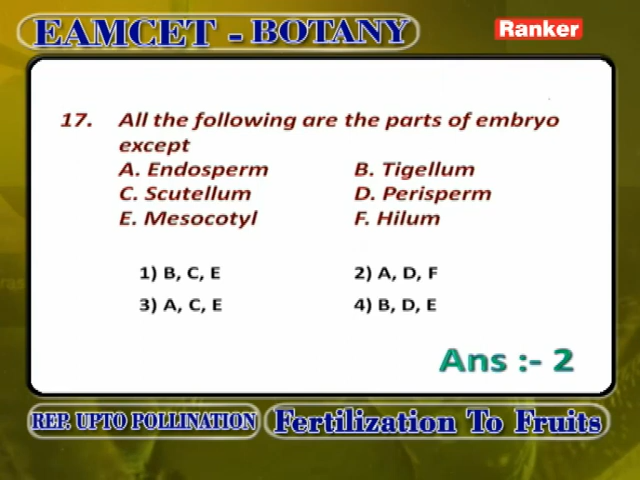 EAMCET - BOTANY
Ranker
17. All the following are the parts of embryo
except
A. Endosperm B. Tigellum
C. Scutellum D. Perisperm
E. Mesocotyl F. Hilum
1) B, C, E 2) A, D, F
3) A, C, E 4) B, D, E
Ans :- 2
REP. UPTO POLLINATION Fertilization To Fruits